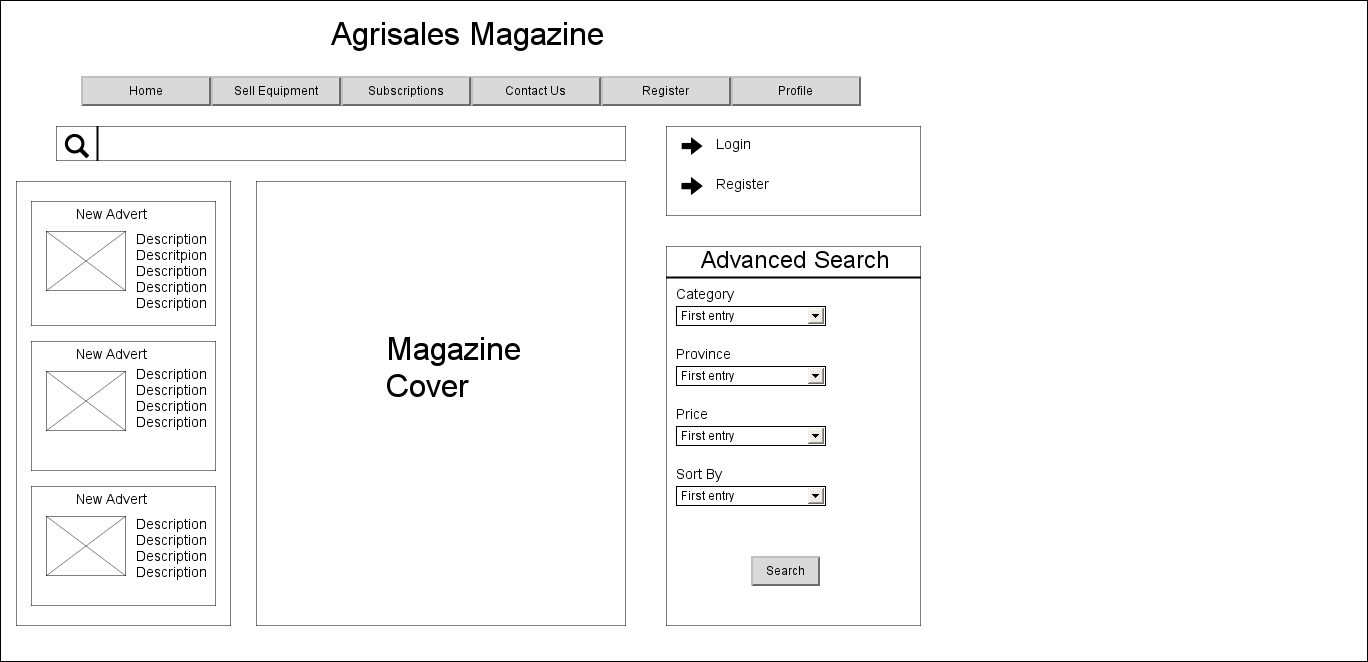 Agrisales Magazine
Home
Sell Equipment
Subscriptions
Contact Us
Register
Profile
Login
Register
New Advert
Description
Descritpion
Description
Description
Description
New Advert
Description
Description
Description
Description
New Advert
Description
Description
Description
Description
Magazine
Cover
Advanced Search
Category
First entry
Province
First entry
Price
First entry
Sort By
First entry
Search